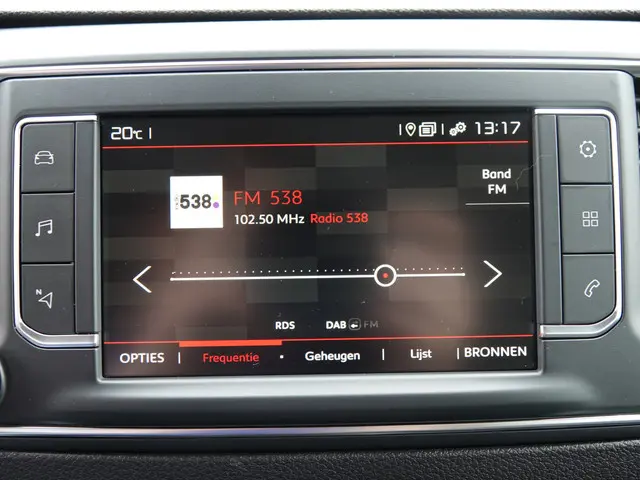 20°C
13:17
Band
FM
538
FM 538
102.50 MHz Radio 538
N
RDS DAB FM
OPTIES Frequentie Geheugen Lijst BRONNEN